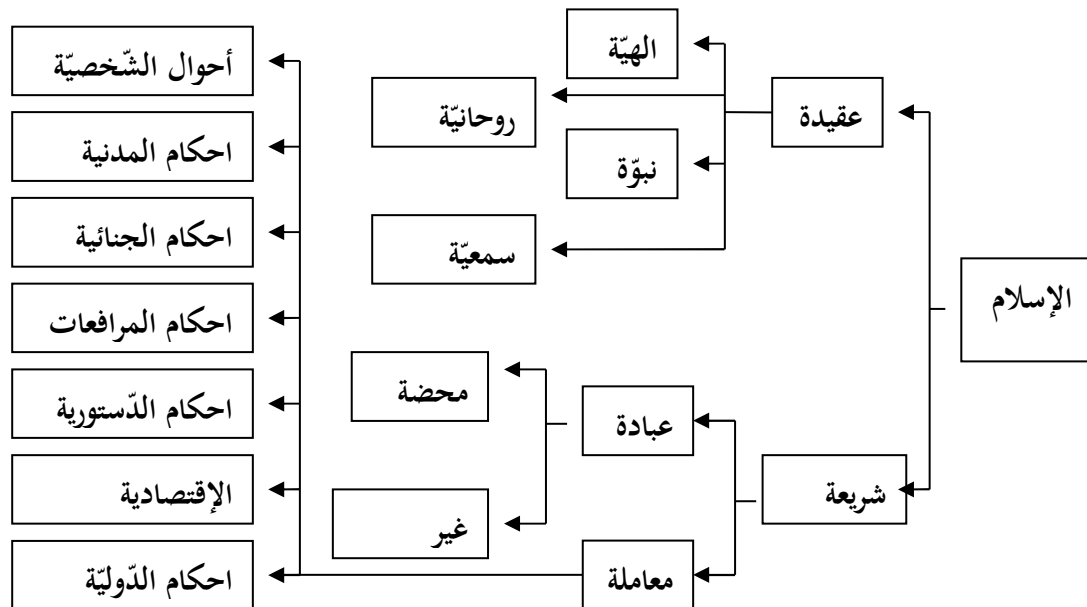 الإسلام
عقيدة
الهيّة
روحانيّة
نبوّة
سمعيّة
شريعة
عبادة
محضة
غير
معاملة
أحوال الشّخصيّة
احكام المدنية
احكام الجنائية
احكام المرافعات
احكام الدّستورية
الإقتصادية
احكام الدّوليّة